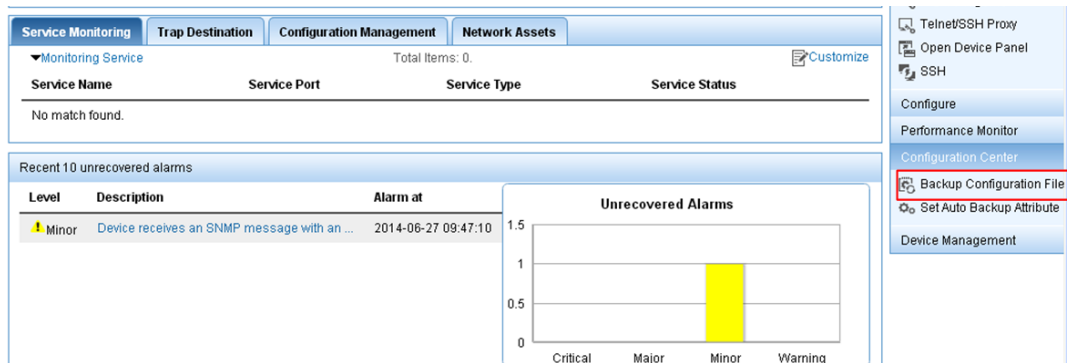 Service Monitoring Trap Destination Configuration Management Network Assets
Monitoring Service Total Items: 0. Customize
Service Name Service Port Service Type Service Status
No match found.
Recent 10 unrecovered alarms
Level Description Alarm at
Minor Device receives an SNMP message with an ... 2014-06-27 09:47:10
Unrecovered Alarms
1.5
1
0.5
0
Critical Major Minor Warning
Telnet/SSH Proxy
Open Device Panel
SSH
Configure
Performance Monitor
Configuration Center
Backup Configuration File
Set Auto Backup Attribute
Device Management